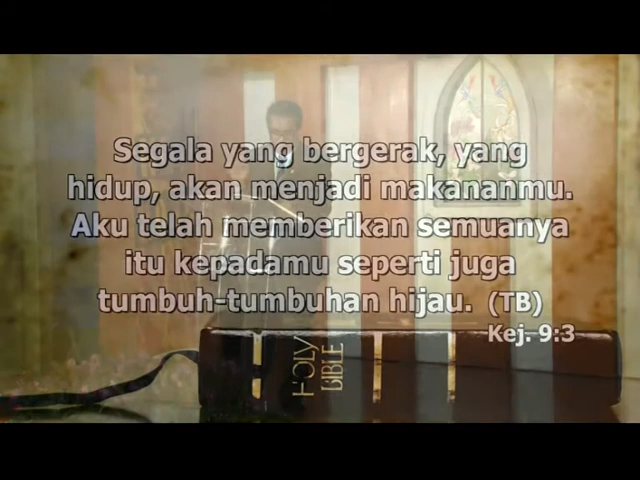 Segala yang bergerak, yang
hidup, akan menjadi makananmu.
Aku telah memberikan semuanya
itu kepadamu seperti juga
tumbuh-tumbuhan hijau. (TB)
Kej. 9:3
HOLY
BIBLE